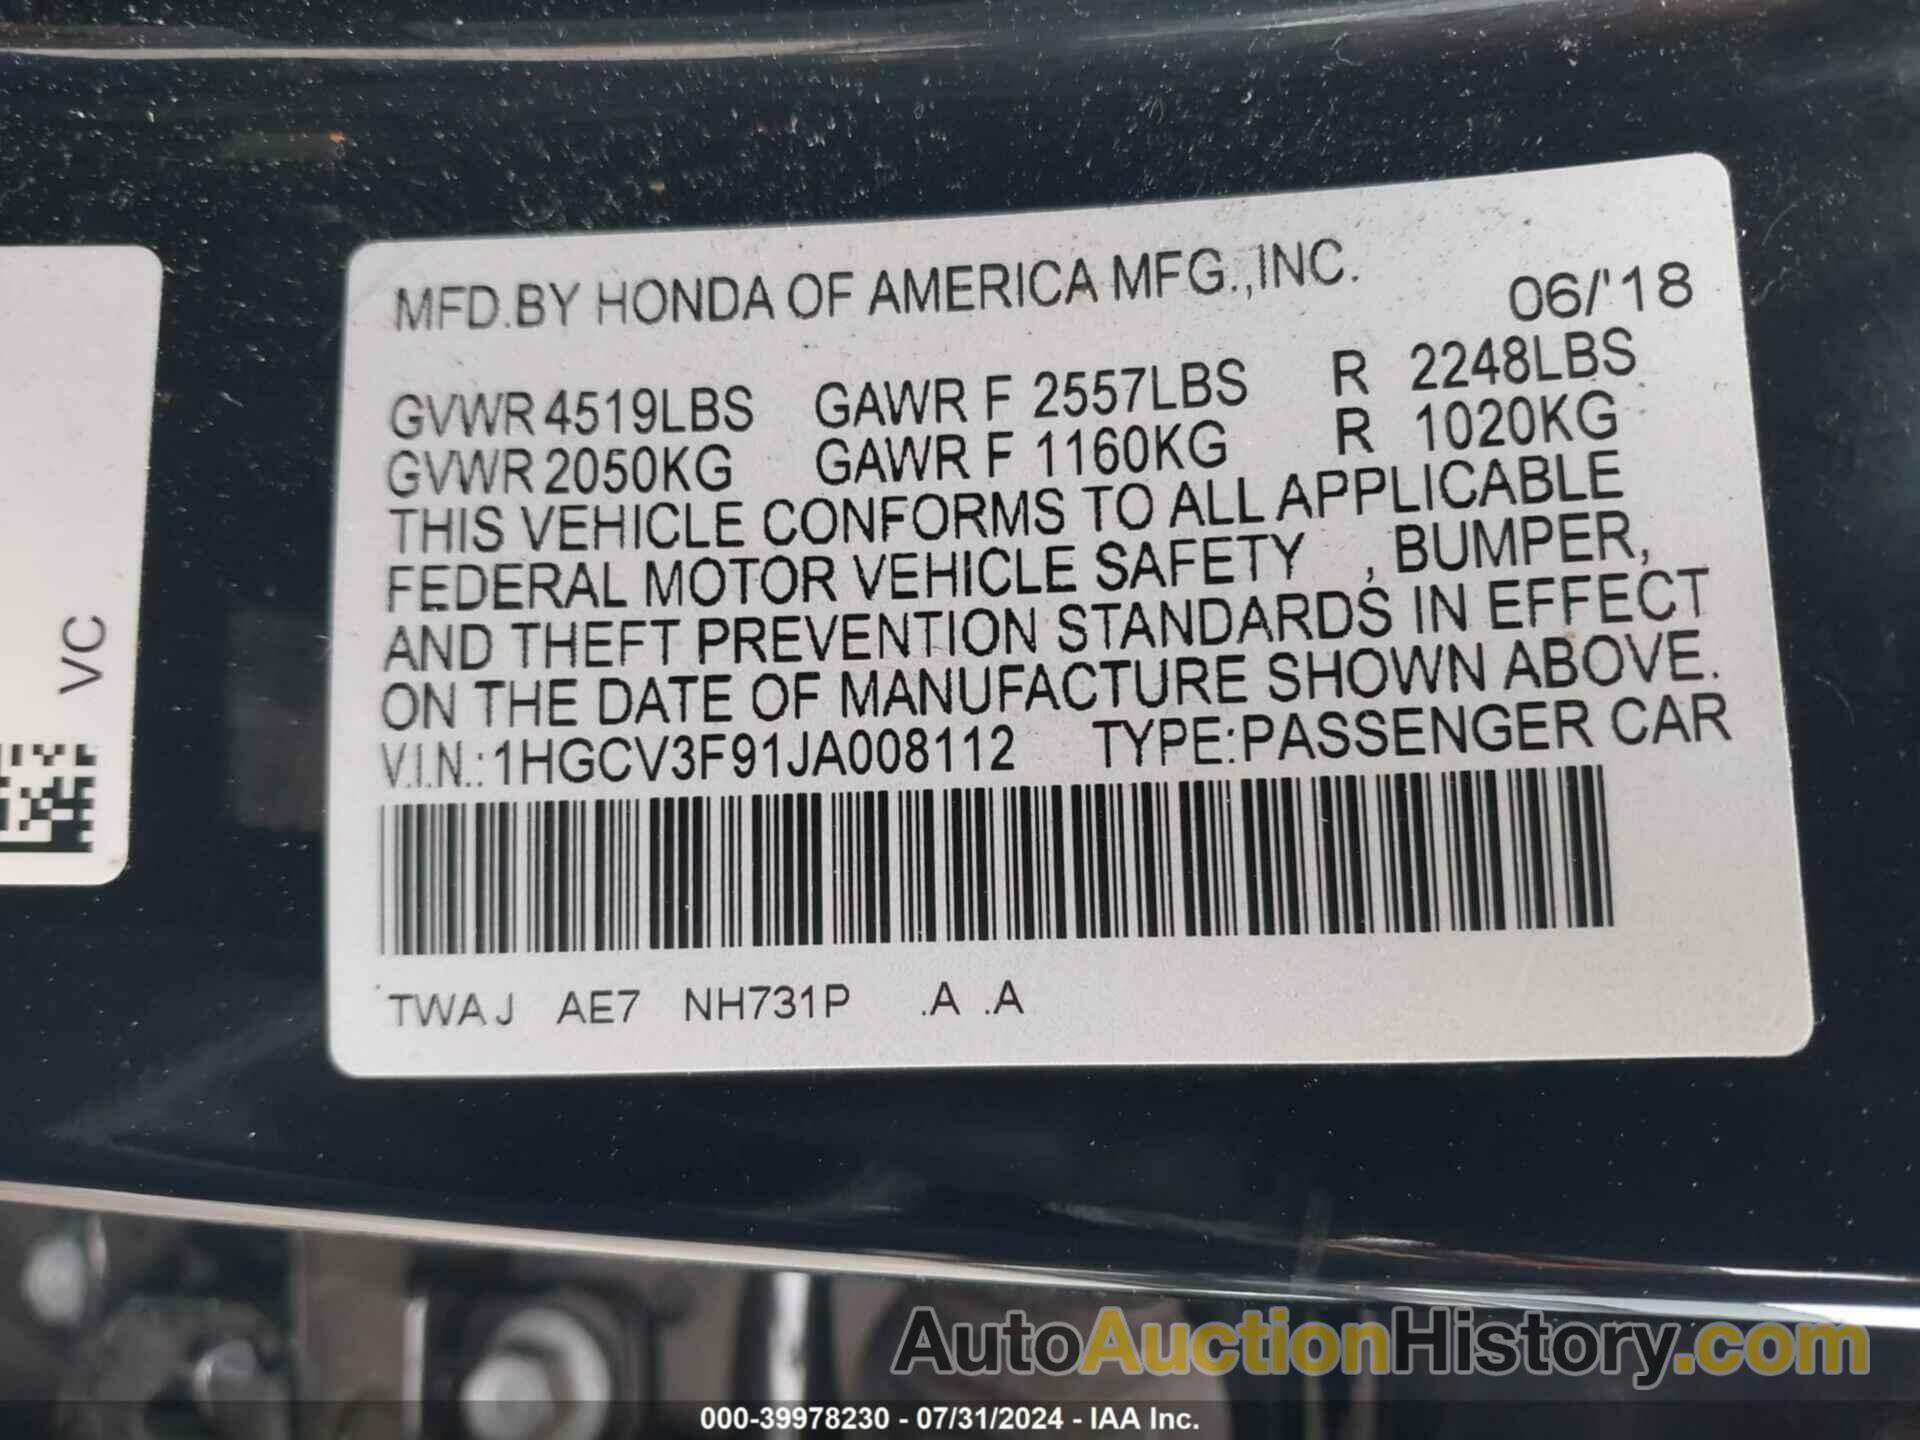 MFD.BY HONDA OF AMERICA MFG.,INC. 06/'18
GVWR 4519LBS GAWR F 2557LBS R 2248LBS
GVWR 2050KG GAWR F 1160KG R 1020KG
THIS VEHICLE CONFORMS TO ALL APPLICABLE
FEDERAL MOTOR VEHICLE SAFETY , BUMPER,
AND THEFT PREVENTION STANDARDS IN EFFECT
ON THE DATE OF MANUFACTURE SHOWN ABOVE.
V.I.N.: 1HGCV3F91JA008112 TYPE:PASSENGER CAR
TWAJ AE7 NH731P .A .A
VC
AutoAuctionHistory.com
000-39978230 - 07/31/2024 - IAA Inc.